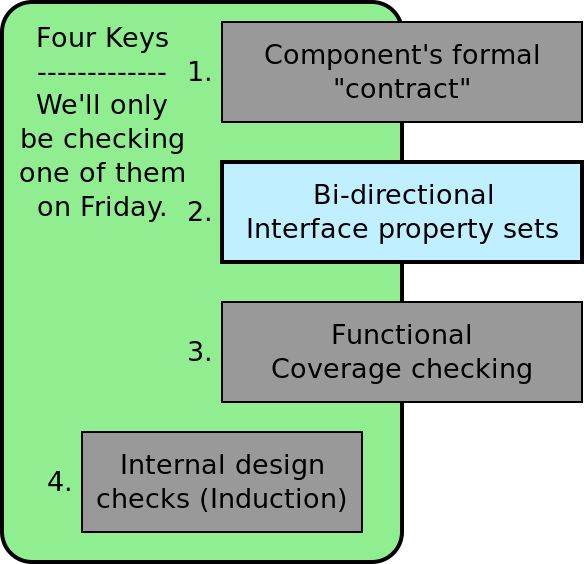 Four Keys
-------------
We'll only
be checking
one of them
on Friday.
1.
Component's formal
"contract"
2.
Bi-directional
Interface property sets
3.
Functional
Coverage checking
4.
Internal design
checks (Induction)